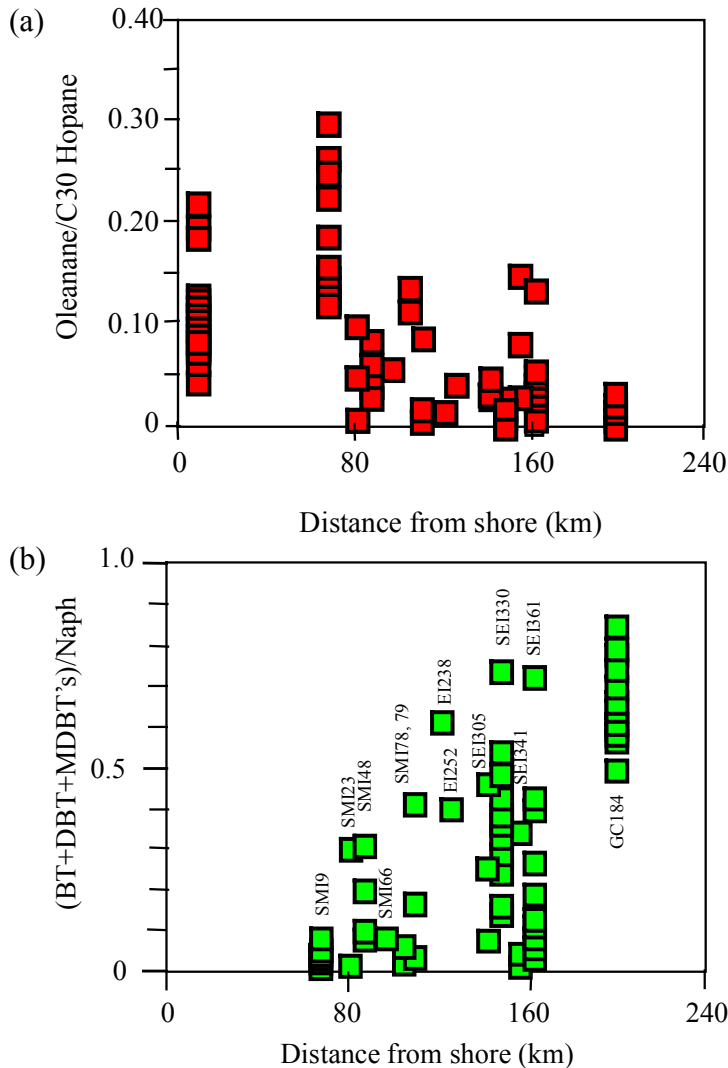 (a)
0.40
0.30
0.20
0.10
0
Oleanane/C30 Hopane
0
80
160
240
Distance from shore (km)
(b)
1.0
0.5
0
(BT+DBT+MDBT's)/Naph
SMI9
SMI23
SMI48
SMI66
SMI78, 79
EI238
EI252
SEI305
SEI330
SEI341
SEI361
GC184
0
80
160
240
Distance from shore (km)